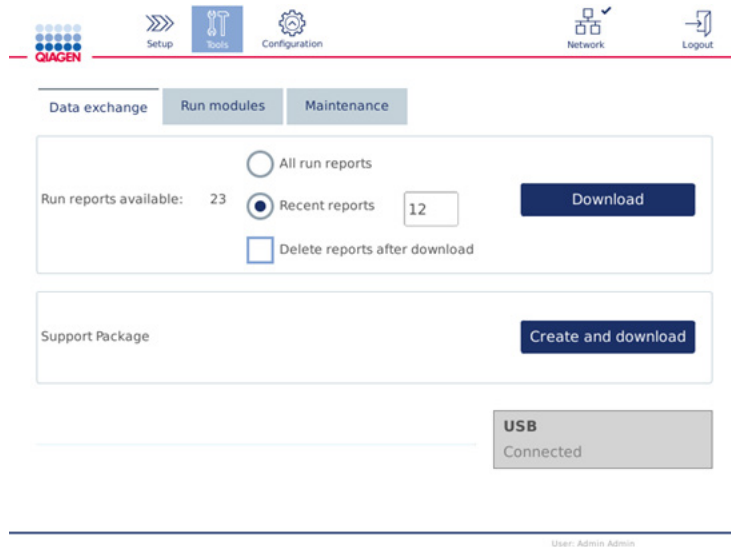 QIAGEN
Setup
Tools
Configuration
Network
Logout
Data exchange
Run modules
Maintenance
All run reports
Run reports available: 23
Recent reports 12
Download
Delete reports after download
Support Package
Create and download
USB
Connected
User: Admin Admin